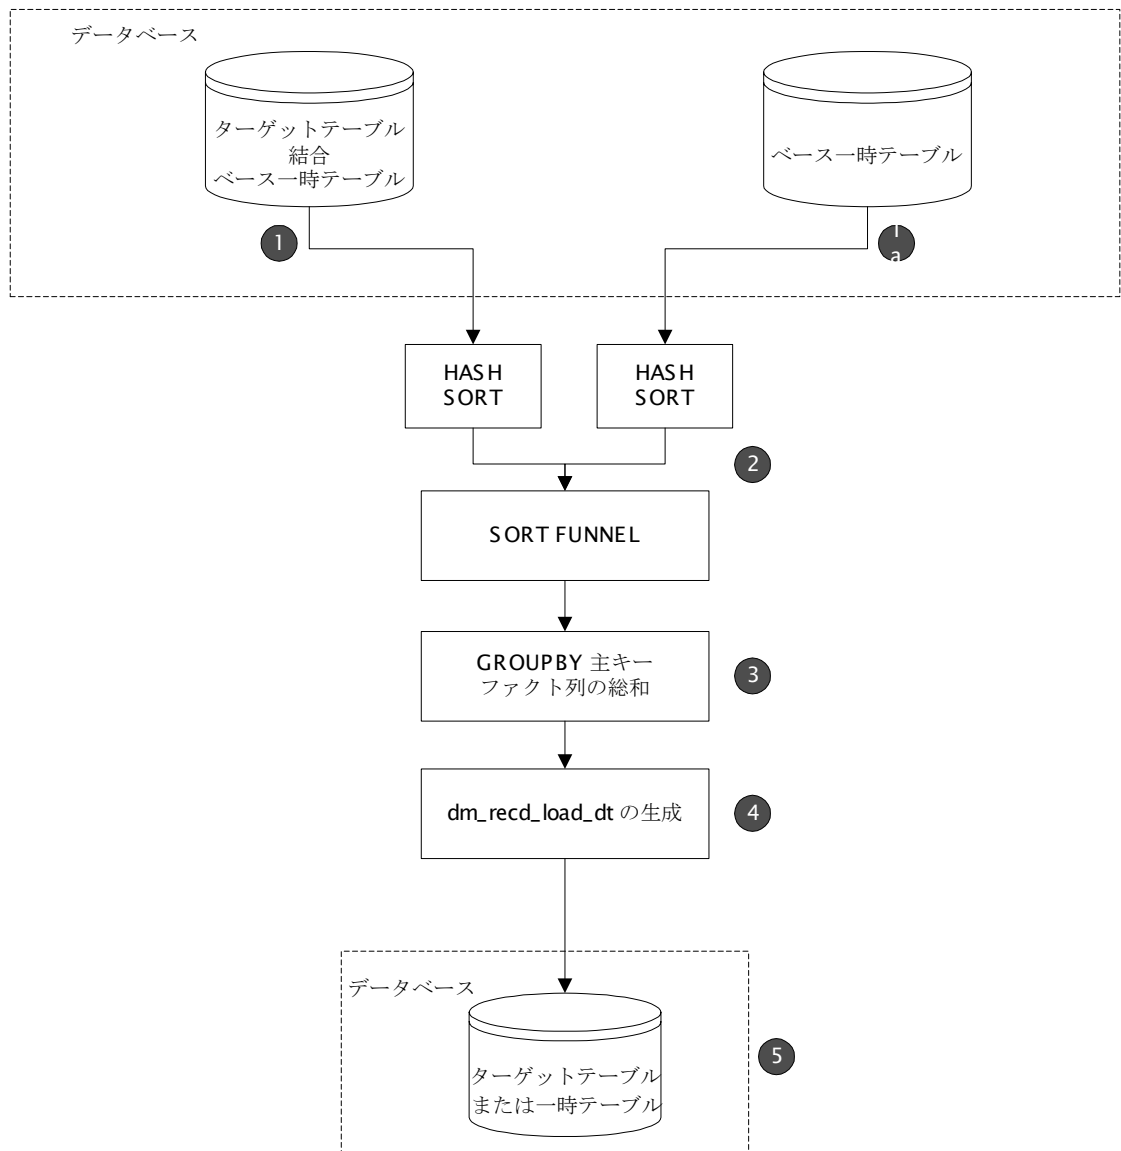 データベース
ターゲットテーブル
結合
ベース一時テーブル
ベース一時テーブル
1
1
a
HASH
SORT
HASH
SORT
2
SORT FUNNEL
GROUPBY 主キー
ファクト列の総和
3
dm_recd_load_dt の生成
4
データベース
ターゲットテーブル
または一時テーブル
5